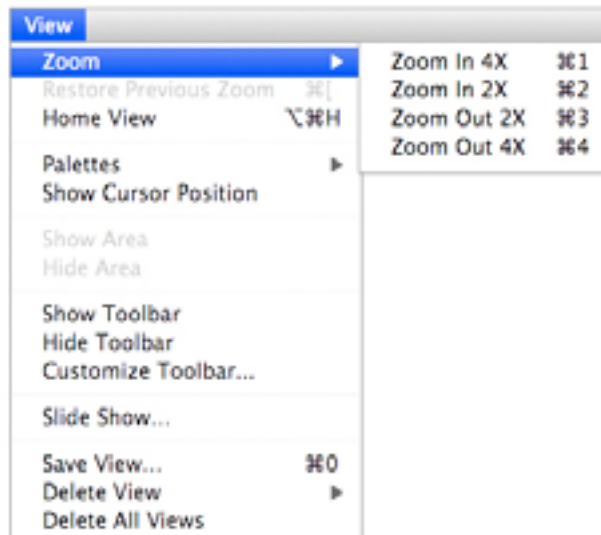 View
Zoom ▶ Zoom In 4X ⌘1
Restore Previous Zoom ⌘[ Zoom In 2X ⌘2
Home View ⌥⌘H Zoom Out 2X ⌘3
Zoom Out 4X ⌘4
Palettes ▶
Show Cursor Position
Show Area
Hide Area
Show Toolbar
Hide Toolbar
Customize Toolbar...
Slide Show...
Save View... ⌘0
Delete View ▶
Delete All Views